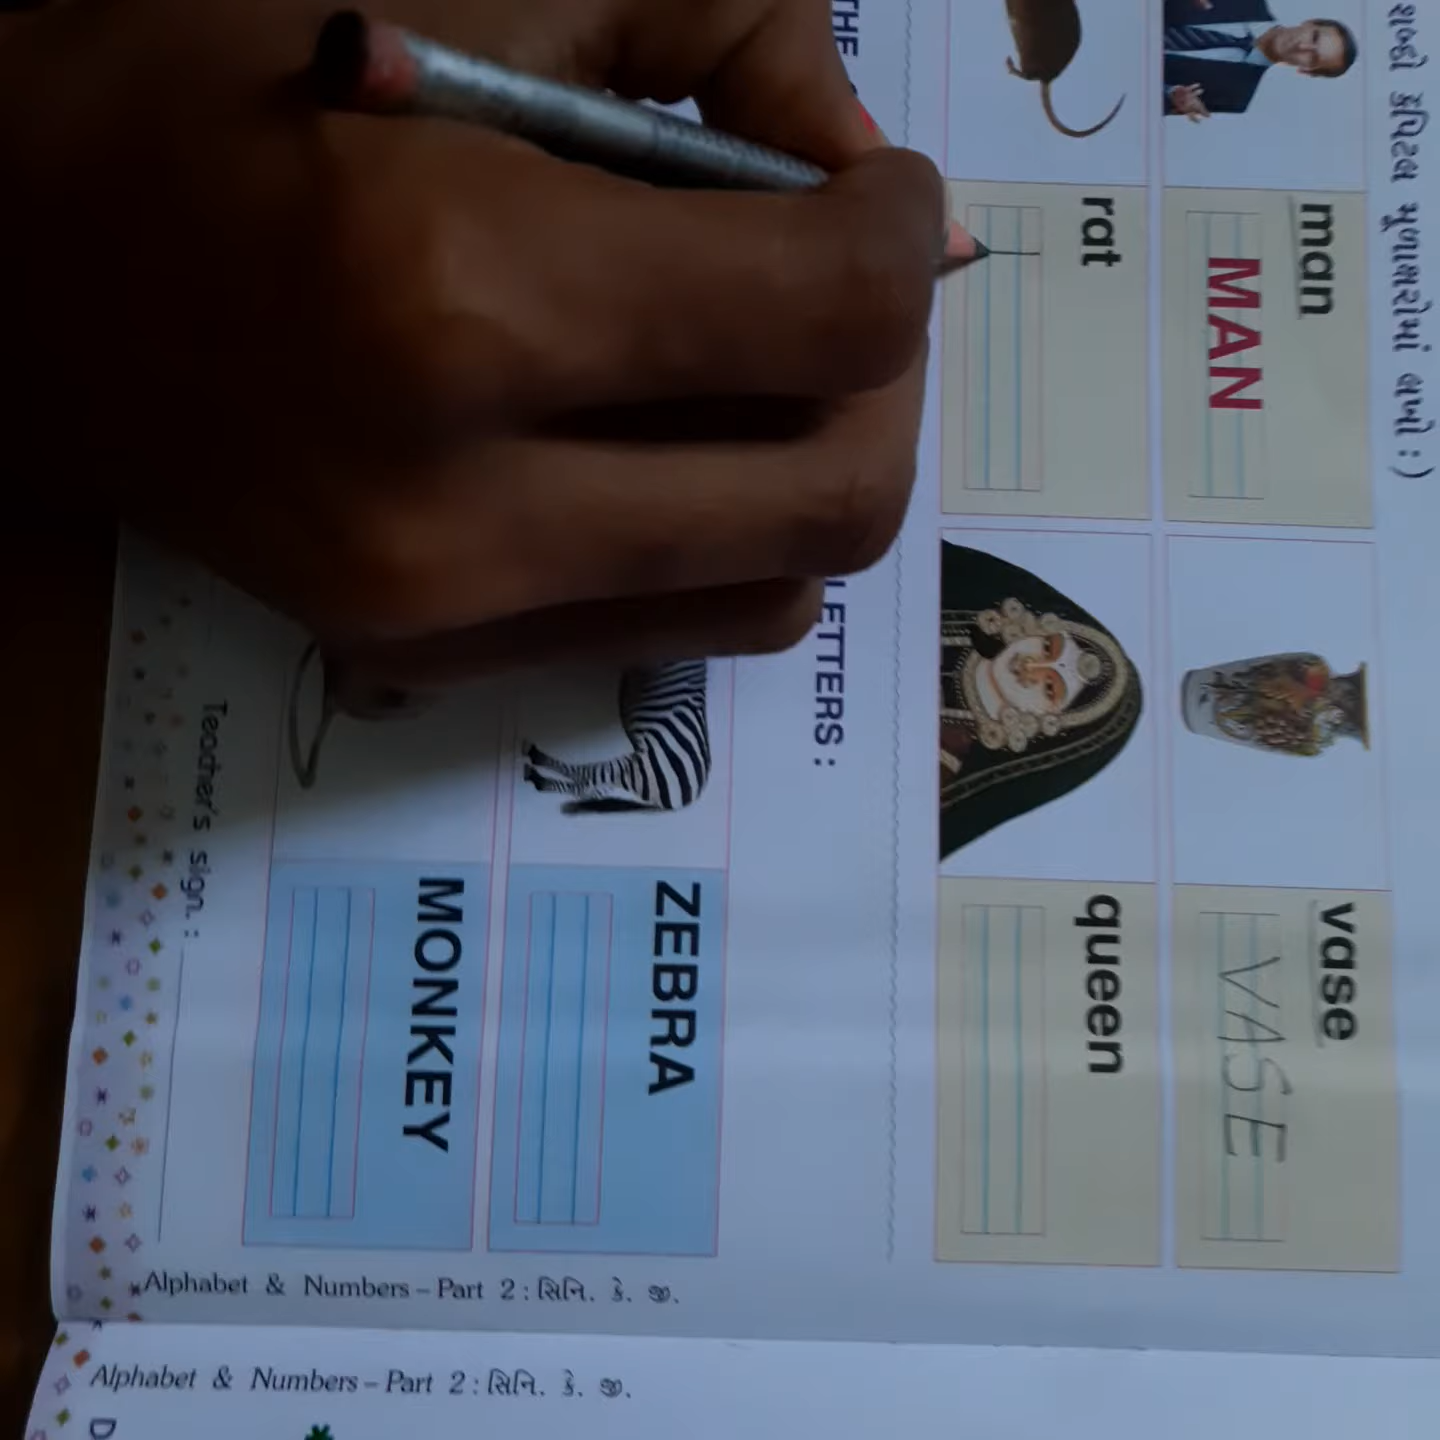 શબ્દો કેપિટલ મૂળાક્ષરોમાં લખો : )
man
vase
MAN
VASE
rat
queen
THE
LETTERS :
ZEBRA
MONKEY
Teacher's sign. :
Alphabet & Numbers – Part 2 : સિનિ. કે. જી.
Alphabet & Numbers – Part 2 : સિનિ. કે. જી.
D